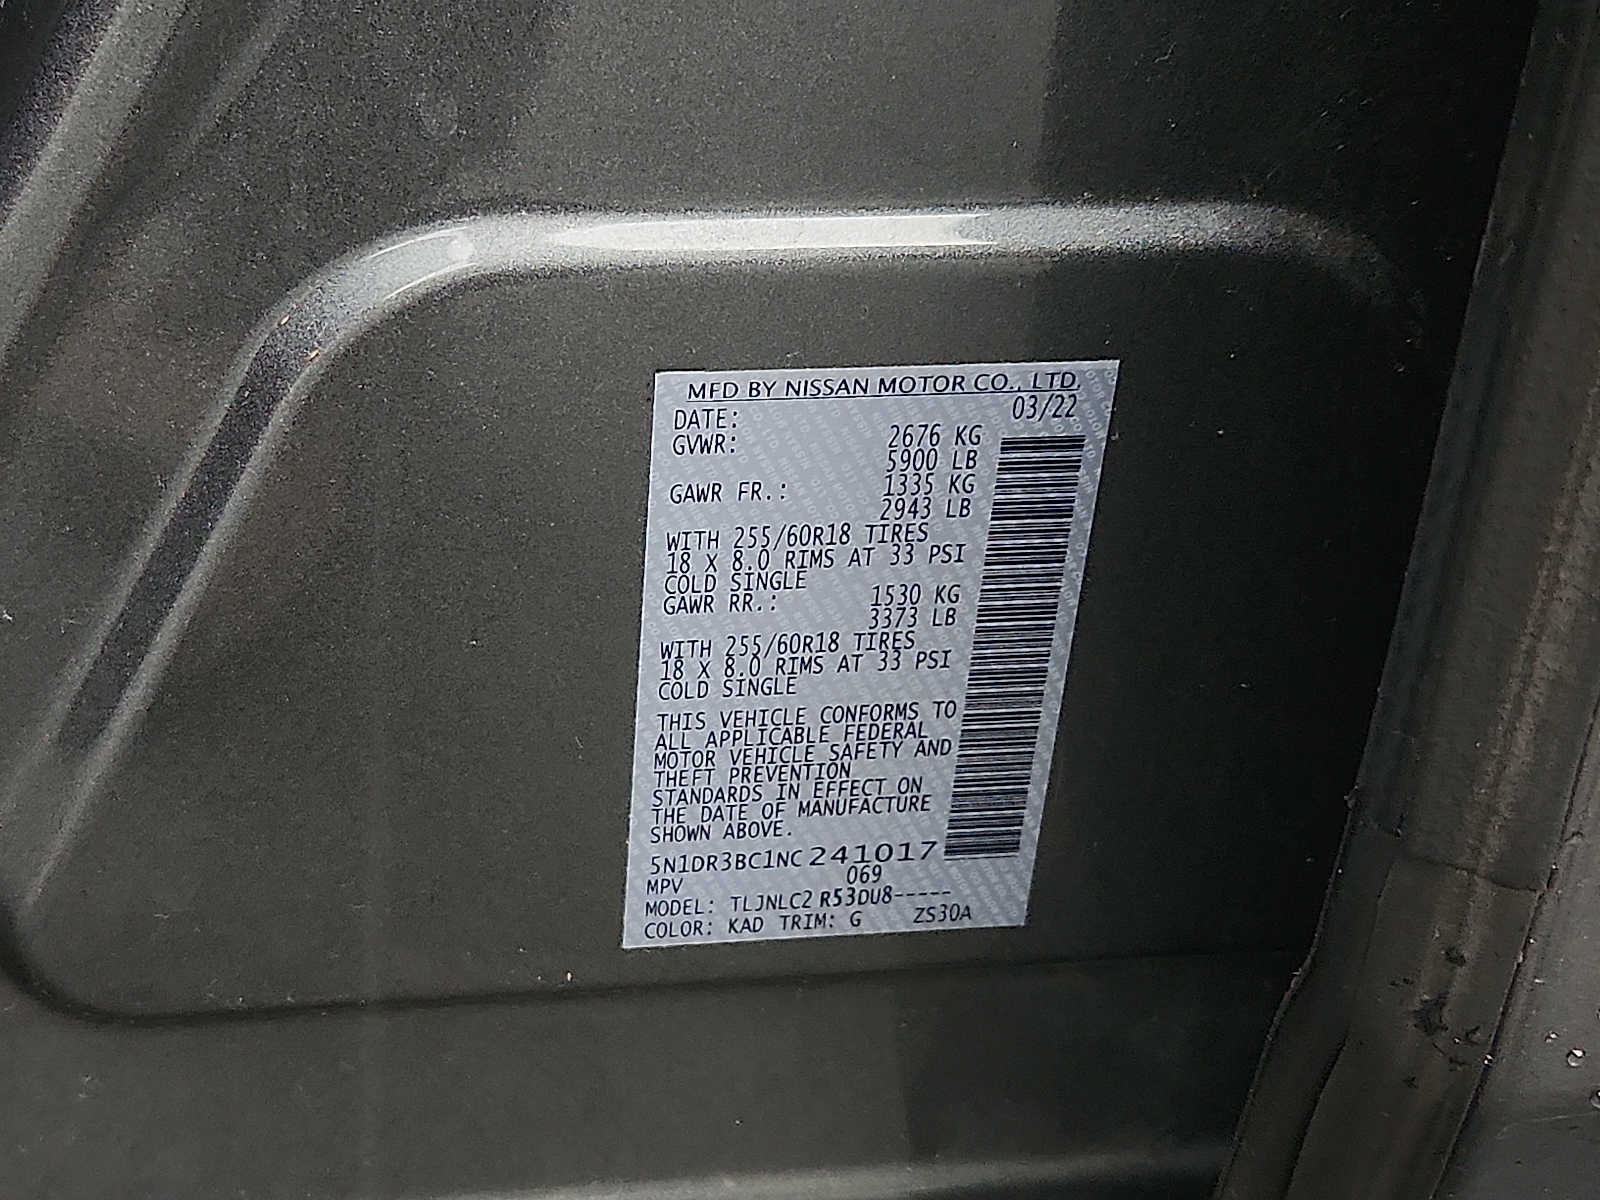 MFD BY NISSAN MOTOR CO., LTD.
DATE: 03/22
GVWR: 2676 KG
5900 LB
GAWR FR.: 1335 KG
2943 LB
WITH 255/60R18 TIRES
18 X 8.0 RIMS AT 33 PSI
COLD SINGLE
GAWR RR.: 1530 KG
3373 LB
WITH 255/60R18 TIRES
18 X 8.0 RIMS AT 33 PSI
COLD SINGLE
THIS VEHICLE CONFORMS TO
ALL APPLICABLE FEDERAL
MOTOR VEHICLE SAFETY AND
THEFT PREVENTION
STANDARDS IN EFFECT ON
THE DATE OF MANUFACTURE
SHOWN ABOVE.
5N1DR3BC1NC241017
MPV 069
MODEL: TLJNLC2 R53DU8-----
COLOR: KAD TRIM: G ZS30A